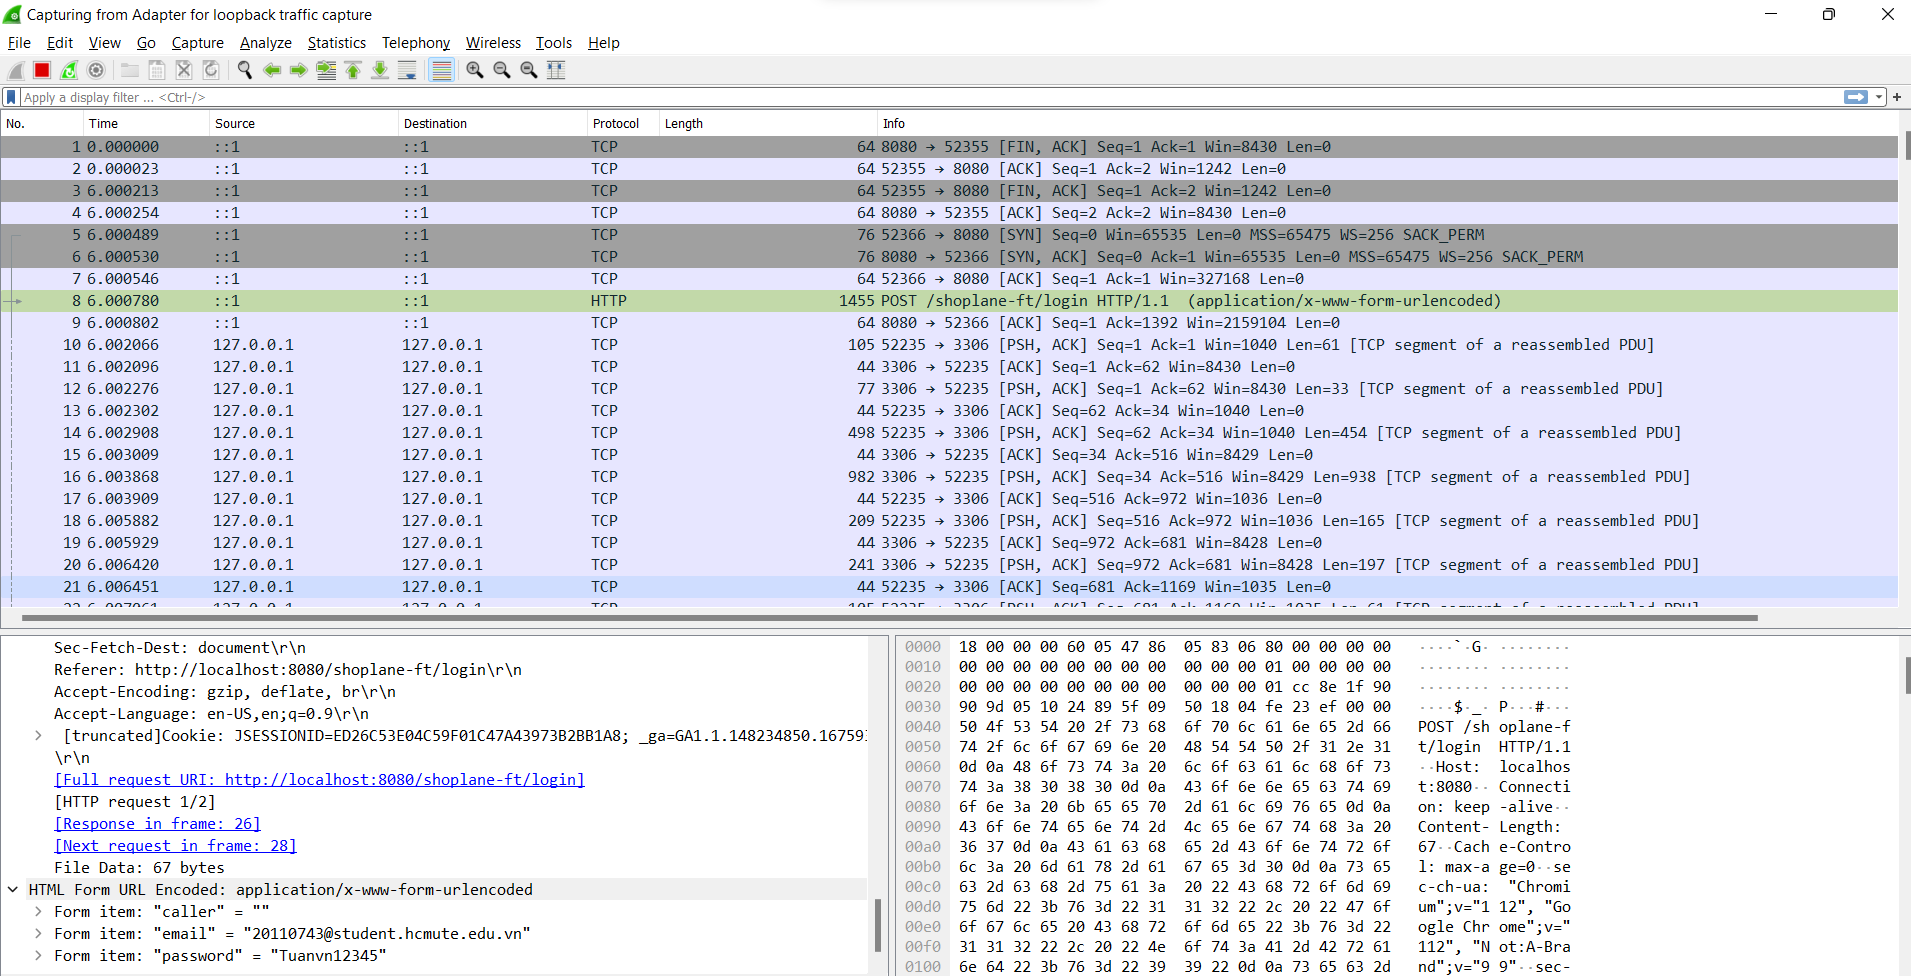 Capturing from Adapter for loopback traffic capture
File Edit View Go Capture Analyze Statistics Telephony Wireless Tools Help
Apply a display filter ... <Ctrl-/>
No. Time Source Destination Protocol Length Info
1 0.000000 ::1 ::1 TCP 64 8080 → 52355 [FIN, ACK] Seq=1 Ack=1 Win=8430 Len=0
2 0.000023 ::1 ::1 TCP 64 52355 → 8080 [ACK] Seq=1 Ack=2 Win=1242 Len=0
3 6.000213 ::1 ::1 TCP 64 52355 → 8080 [FIN, ACK] Seq=1 Ack=2 Win=1242 Len=0
4 6.000254 ::1 ::1 TCP 64 8080 → 52355 [ACK] Seq=2 Ack=2 Win=8430 Len=0
5 6.000489 ::1 ::1 TCP 76 52366 → 8080 [SYN] Seq=0 Win=65535 Len=0 MSS=65475 WS=256 SACK_PERM
6 6.000530 ::1 ::1 TCP 76 8080 → 52366 [SYN, ACK] Seq=0 Ack=1 Win=65535 Len=0 MSS=65475 WS=256 SACK_PERM
7 6.000546 ::1 ::1 TCP 64 52366 → 8080 [ACK] Seq=1 Ack=1 Win=327168 Len=0
8 6.000780 ::1 ::1 HTTP 1455 POST /shoplane-ft/login HTTP/1.1 (application/x-www-form-urlencoded)
9 6.000802 ::1 ::1 TCP 64 8080 → 52366 [ACK] Seq=1 Ack=1392 Win=2159104 Len=0
10 6.002066 127.0.0.1 127.0.0.1 TCP 105 52235 → 3306 [PSH, ACK] Seq=1 Ack=1 Win=1040 Len=61 [TCP segment of a reassembled PDU]
11 6.002096 127.0.0.1 127.0.0.1 TCP 44 3306 → 52235 [ACK] Seq=1 Ack=62 Win=8430 Len=0
12 6.002276 127.0.0.1 127.0.0.1 TCP 77 3306 → 52235 [PSH, ACK] Seq=1 Ack=62 Win=8430 Len=33 [TCP segment of a reassembled PDU]
13 6.002302 127.0.0.1 127.0.0.1 TCP 44 52235 → 3306 [ACK] Seq=62 Ack=34 Win=1040 Len=0
14 6.002908 127.0.0.1 127.0.0.1 TCP 498 52235 → 3306 [PSH, ACK] Seq=62 Ack=34 Win=1040 Len=454 [TCP segment of a reassembled PDU]
15 6.003009 127.0.0.1 127.0.0.1 TCP 44 3306 → 52235 [ACK] Seq=34 Ack=516 Win=8429 Len=0
16 6.003868 127.0.0.1 127.0.0.1 TCP 982 3306 → 52235 [PSH, ACK] Seq=34 Ack=516 Win=8429 Len=938 [TCP segment of a reassembled PDU]
17 6.003909 127.0.0.1 127.0.0.1 TCP 44 52235 → 3306 [ACK] Seq=516 Ack=972 Win=1036 Len=0
18 6.005882 127.0.0.1 127.0.0.1 TCP 209 52235 → 3306 [PSH, ACK] Seq=516 Ack=972 Win=1036 Len=165 [TCP segment of a reassembled PDU]
19 6.005929 127.0.0.1 127.0.0.1 TCP 44 3306 → 52235 [ACK] Seq=972 Ack=681 Win=8428 Len=0
20 6.006420 127.0.0.1 127.0.0.1 TCP 241 3306 → 52235 [PSH, ACK] Seq=972 Ack=681 Win=8428 Len=197 [TCP segment of a reassembled PDU]
21 6.006451 127.0.0.1 127.0.0.1 TCP 44 52235 → 3306 [ACK] Seq=681 Ack=1169 Win=1035 Len=0
Sec-Fetch-Dest: document\r\n
Referer: http://localhost:8080/shoplane-ft/login\r\n
Accept-Encoding: gzip, deflate, br\r\n
Accept-Language: en-US,en;q=0.9\r\n
[truncated]Cookie: JSESSIONID=ED26C53E04C59F01C47A43973B2BB1A8; _ga=GA1.1.148234850.16759
\r\n
[Full request URI: http://localhost:8080/shoplane-ft/login]
[HTTP request 1/2]
[Response in frame: 26]
[Next request in frame: 28]
File Data: 67 bytes
HTML Form URL Encoded: application/x-www-form-urlencoded
Form item: "caller" = ""
Form item: "email" = "20110743@student.hcmute.edu.vn"
Form item: "password" = "Tuanvn12345"
0000 18 00 00 00 60 05 47 86 05 83 06 80 00 00 00 00 ····`·G· ········
0010 00 00 00 00 00 00 00 00 00 00 00 01 00 00 00 00 ········ ········
0020 00 00 00 00 00 00 00 00 00 00 00 01 cc 8e 1f 90 ········ ········
0030 90 9d 05 10 24 89 5f 09 50 18 04 fe 23 ef 00 00 ····$·_· P···#···
0040 50 4f 53 54 20 2f 73 68 6f 70 6c 61 6e 65 2d 66 POST /sh oplane-f
0050 74 2f 6c 6f 67 69 6e 20 48 54 54 50 2f 31 2e 31 t/login HTTP/1.1
0060 0d 0a 48 6f 73 74 3a 20 6c 6f 63 61 6c 68 6f 73 ··Host: localhos
0070 74 3a 38 30 38 30 0d 0a 43 6f 6e 6e 65 63 74 69 t:8080·· Connecti
0080 6f 6e 3a 20 6b 65 65 70 2d 61 6c 69 76 65 0d 0a on: keep -alive··
0090 43 6f 6e 74 65 6e 74 2d 4c 65 6e 67 74 68 3a 20 Content- Length:
00a0 36 37 0d 0a 43 61 63 68 65 2d 43 6f 6e 74 72 6f 67··Cach e-Contro
00b0 6c 3a 20 6d 61 78 2d 61 67 65 3d 30 0d 0a 73 65 l: max-a ge=0··se
00c0 63 2d 63 68 2d 75 61 3a 20 22 43 68 72 6f 6d 69 c-ch-ua: "Chromi
00d0 75 6d 22 3b 76 3d 22 31 31 32 22 2c 20 22 47 6f um";v="1 12", "Go
00e0 6f 67 6c 65 20 43 68 72 6f 6d 65 22 3b 76 3d 22 ogle Chr ome";v="
00f0 31 31 32 22 2c 20 22 4e 6f 74 3a 41 2d 42 72 61 112", "N ot:A-Bra
0100 6e 64 22 3b 76 3d 22 39 39 22 0d 0a 73 65 63 2d nd";v="9 9"··sec-